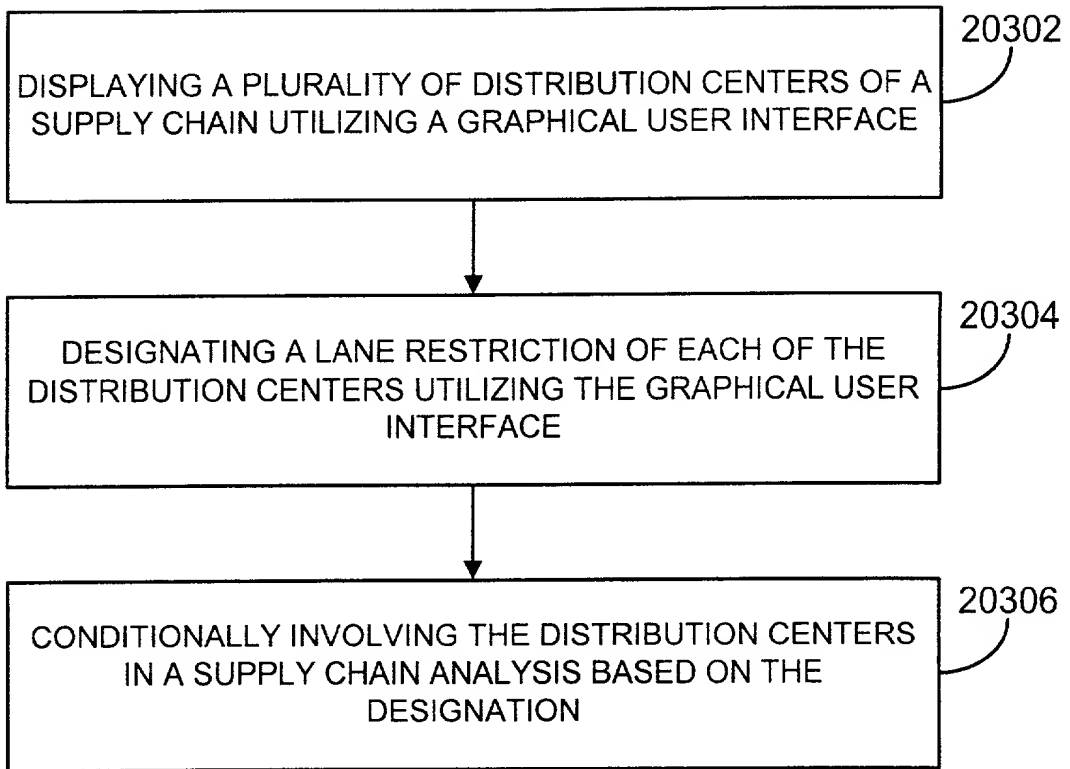 20302
DISPLAYING A PLURALITY OF DISTRIBUTION CENTERS OF A
SUPPLY CHAIN UTILIZING A GRAPHICAL USER INTERFACE
20304
DESIGNATING A LANE RESTRICTION OF EACH OF THE
DISTRIBUTION CENTERS UTILIZING THE GRAPHICAL USER
INTERFACE
20306
CONDITIONALLY INVOLVING THE DISTRIBUTION CENTERS
IN A SUPPLY CHAIN ANALYSIS BASED ON THE
DESIGNATION